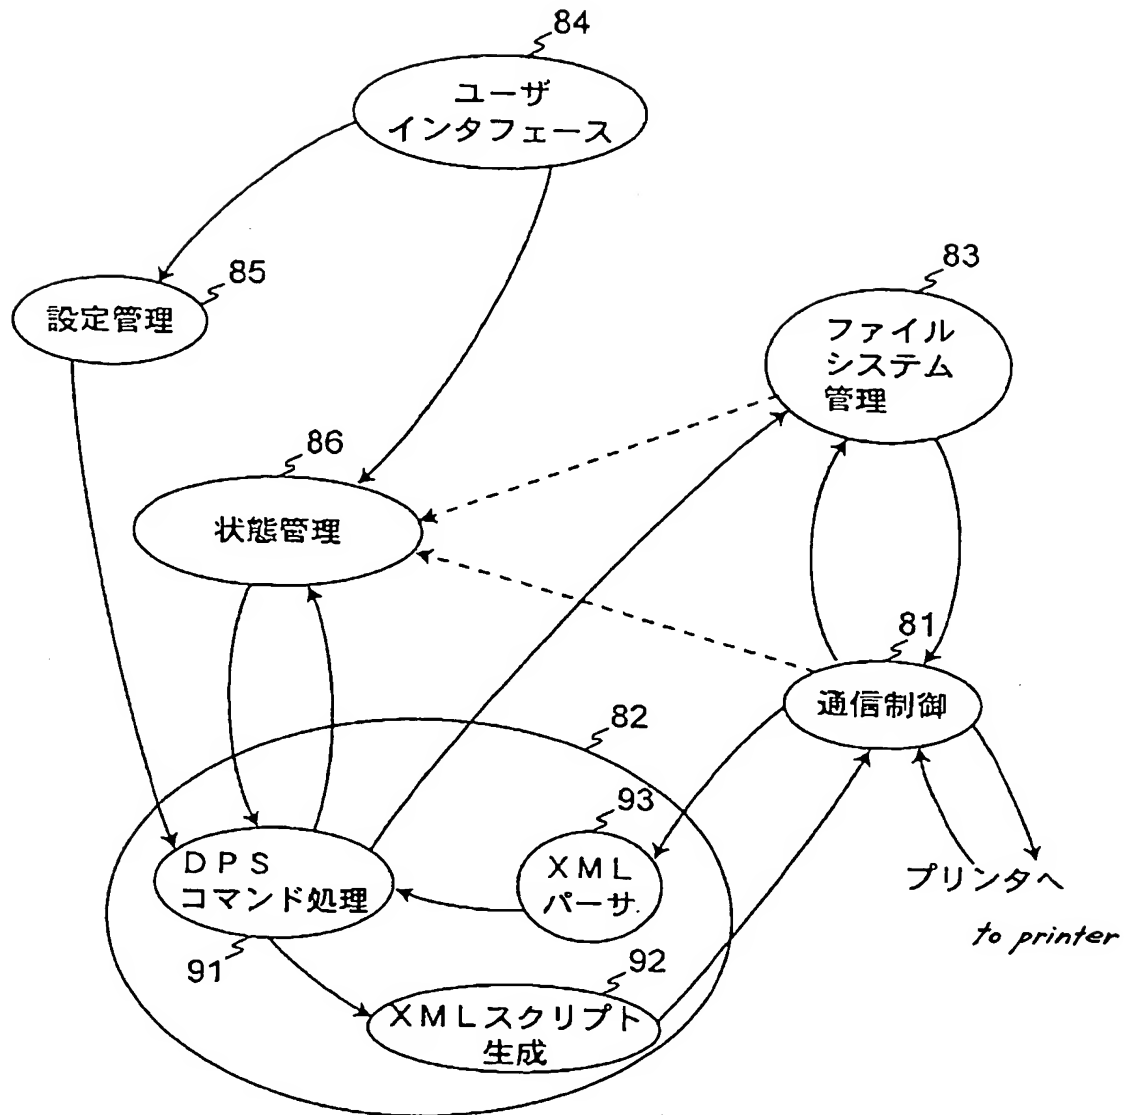 84
ユーザ
インタフェース
85
設定管理
83
ファイル
システム
管理
86
状態管理
81
通信制御
82
93
XML
パーサ
DPS
コマンド処理
91
92
XMLスクリプト
生成
プリンタへ
to printer